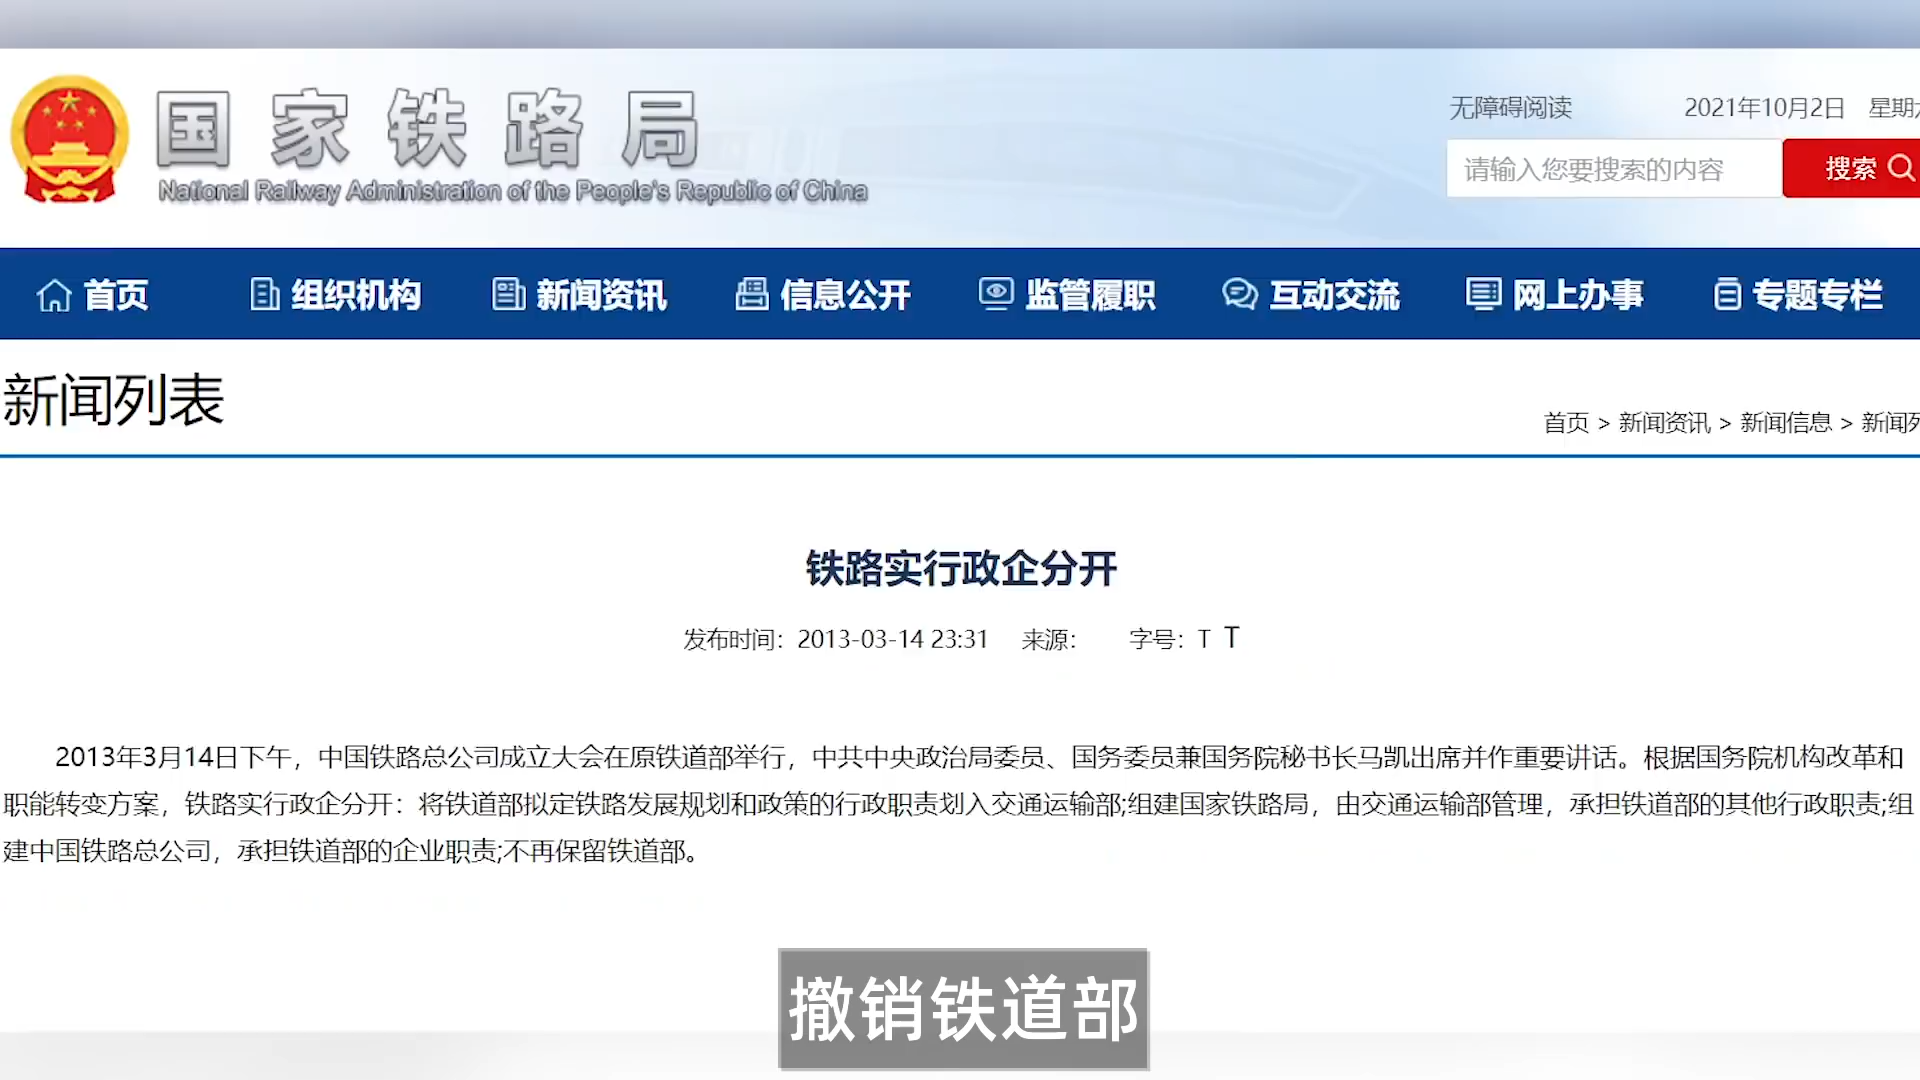 国家铁路局
National Railway Administration of the People's Republic of China
无障碍阅读 2021年10月2日 星期
请输入您要搜索的内容 搜索
首页 组织机构 新闻资讯 信息公开 监管履职 互动交流 网上办事 专题专栏
新闻列表
首页 > 新闻资讯 > 新闻信息 > 新闻列
铁路实行政企分开
发布时间：2013-03-14 23:31 来源： 字号：T T
2013年3月14日下午，中国铁路总公司成立大会在原铁道部举行，中共中央政治局委员、国务委员兼国务院秘书长马凯出席并作重要讲话。根据国务院机构改革和
职能转变方案，铁路实行政企分开：将铁道部拟定铁路发展规划和政策的行政职责划入交通运输部;组建国家铁路局，由交通运输部管理，承担铁道部的其他行政职责;组
建中国铁路总公司，承担铁道部的企业职责;不再保留铁道部。
撤销铁道部